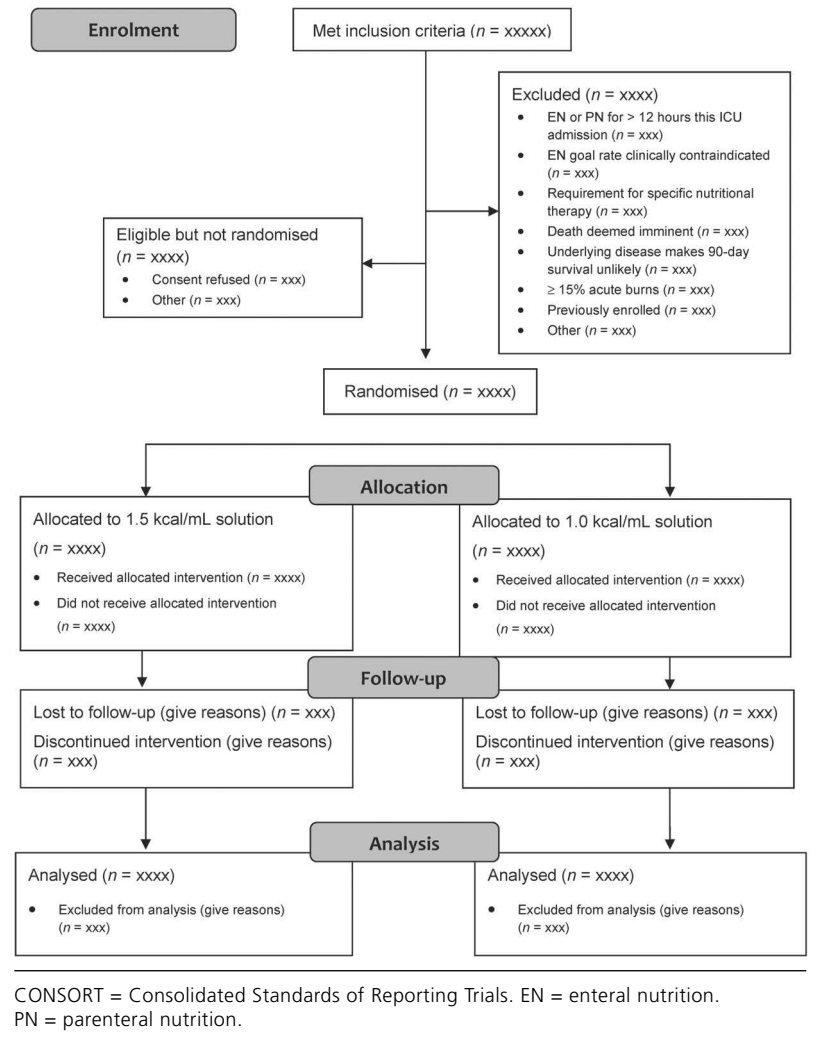 Enrolment
Met inclusion criteria (n = xxxxx)
Excluded (n = xxxx)
• EN or PN for > 12 hours this ICU
admission (n = xxx)
• EN goal rate clinically contraindicated
(n = xxx)
• Requirement for specific nutritional
therapy (n = xxx)
• Death deemed imminent (n = xxx)
• Underlying disease makes 90-day
survival unlikely (n = xxx)
• ≥ 15% acute burns (n = xxx)
• Previously enrolled (n = xxx)
• Other (n = xxx)
Eligible but not randomised
(n = xxxx)
• Consent refused (n = xxx)
• Other (n = xxx)
Randomised (n = xxxx)
Allocation
Allocated to 1.5 kcal/mL solution
(n = xxxx)
• Received allocated intervention (n = xxxx)
• Did not receive allocated intervention
(n = xxxx)
Allocated to 1.0 kcal/mL solution
(n = xxxx)
• Received allocated intervention (n = xxxx)
• Did not receive allocated intervention
(n = xxxx)
Follow-up
Lost to follow-up (give reasons) (n = xxx)
Discontinued intervention (give reasons)
(n = xxx)
Lost to follow-up (give reasons) (n = xxx)
Discontinued intervention (give reasons)
(n = xxx)
Analysis
Analysed (n = xxxx)
• Excluded from analysis (give reasons)
(n = xxx)
Analysed (n = xxxx)
• Excluded from analysis (give reasons)
(n = xxx)
CONSORT = Consolidated Standards of Reporting Trials. EN = enteral nutrition.
PN = parenteral nutrition.